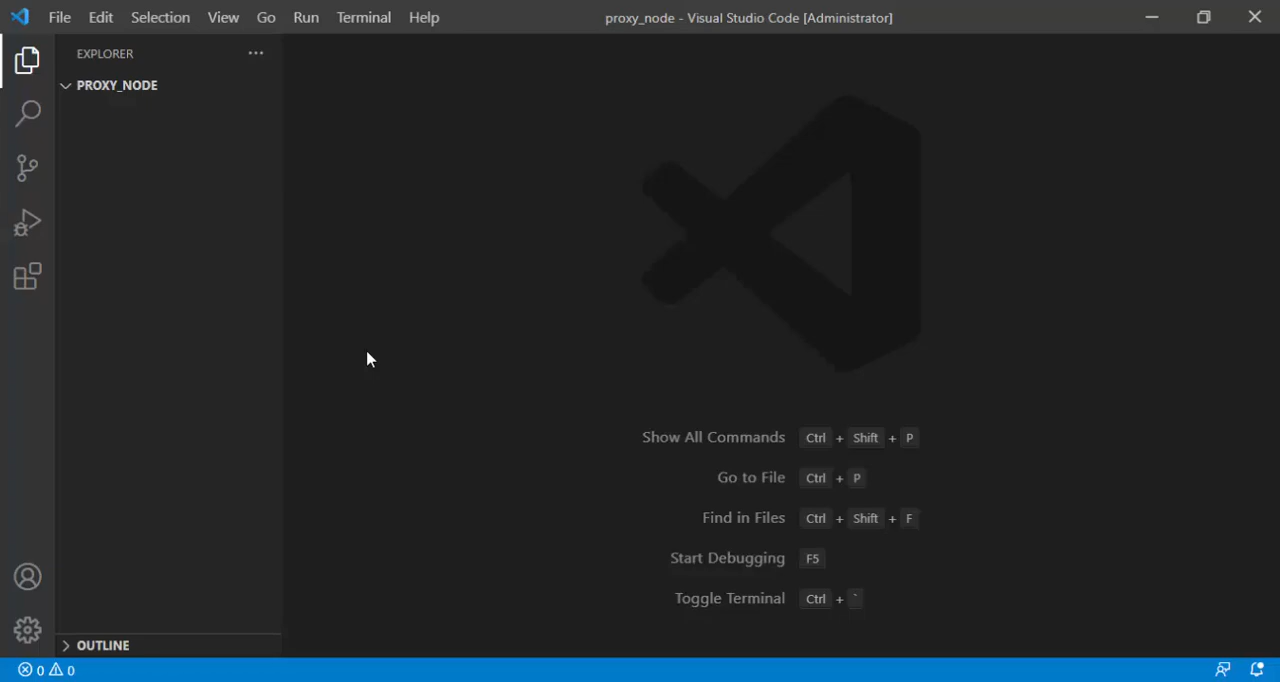 File Edit Selection View Go Run Terminal Help proxy_node - Visual Studio Code [Administrator]
EXPLORER
PROXY_NODE
Show All Commands Ctrl + Shift + P
Go to File Ctrl + P
Find in Files Ctrl + Shift + F
Start Debugging F5
Toggle Terminal Ctrl + `
OUTLINE
0 0